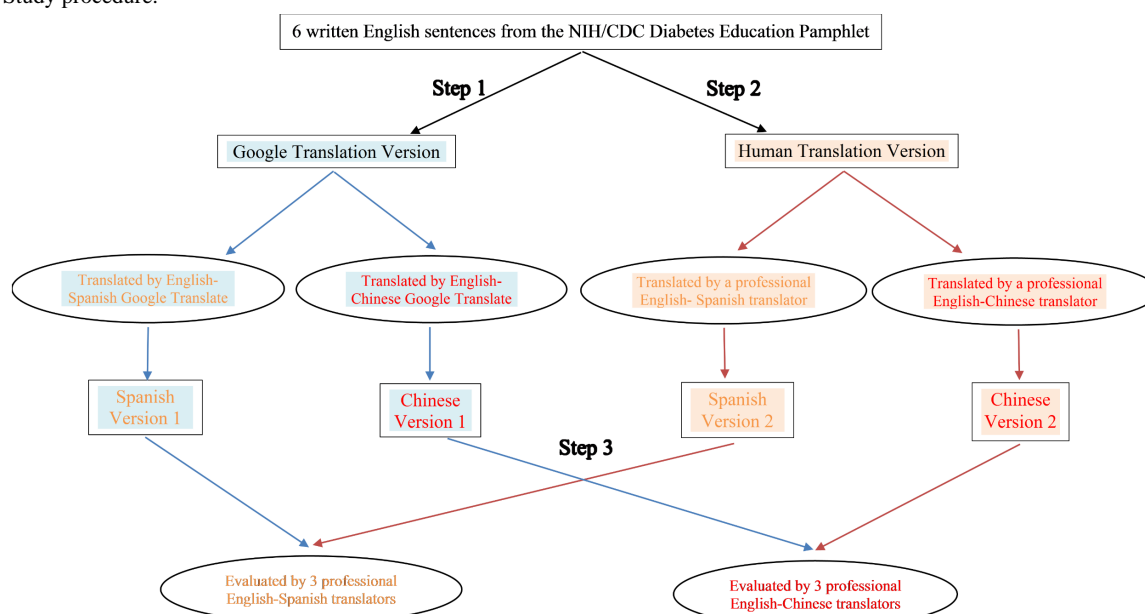 Study procedure.
6 written English sentences from the NIH/CDC Diabetes Education Pamphlet
Step 1
Step 2
Google Translation Version
Human Translation Version
Translated by English-
Spanish Google Translate
Translated by English-
Chinese Google Translate
Translated by a professional
English- Spanish translator
Translated by a professional
English-Chinese translator
Spanish
Version 1
Chinese
Version 1
Spanish
Version 2
Chinese
Version 2
Step 3
Evaluated by 3 professional
English-Spanish translators
Evaluated by 3 professional
English-Chinese translators